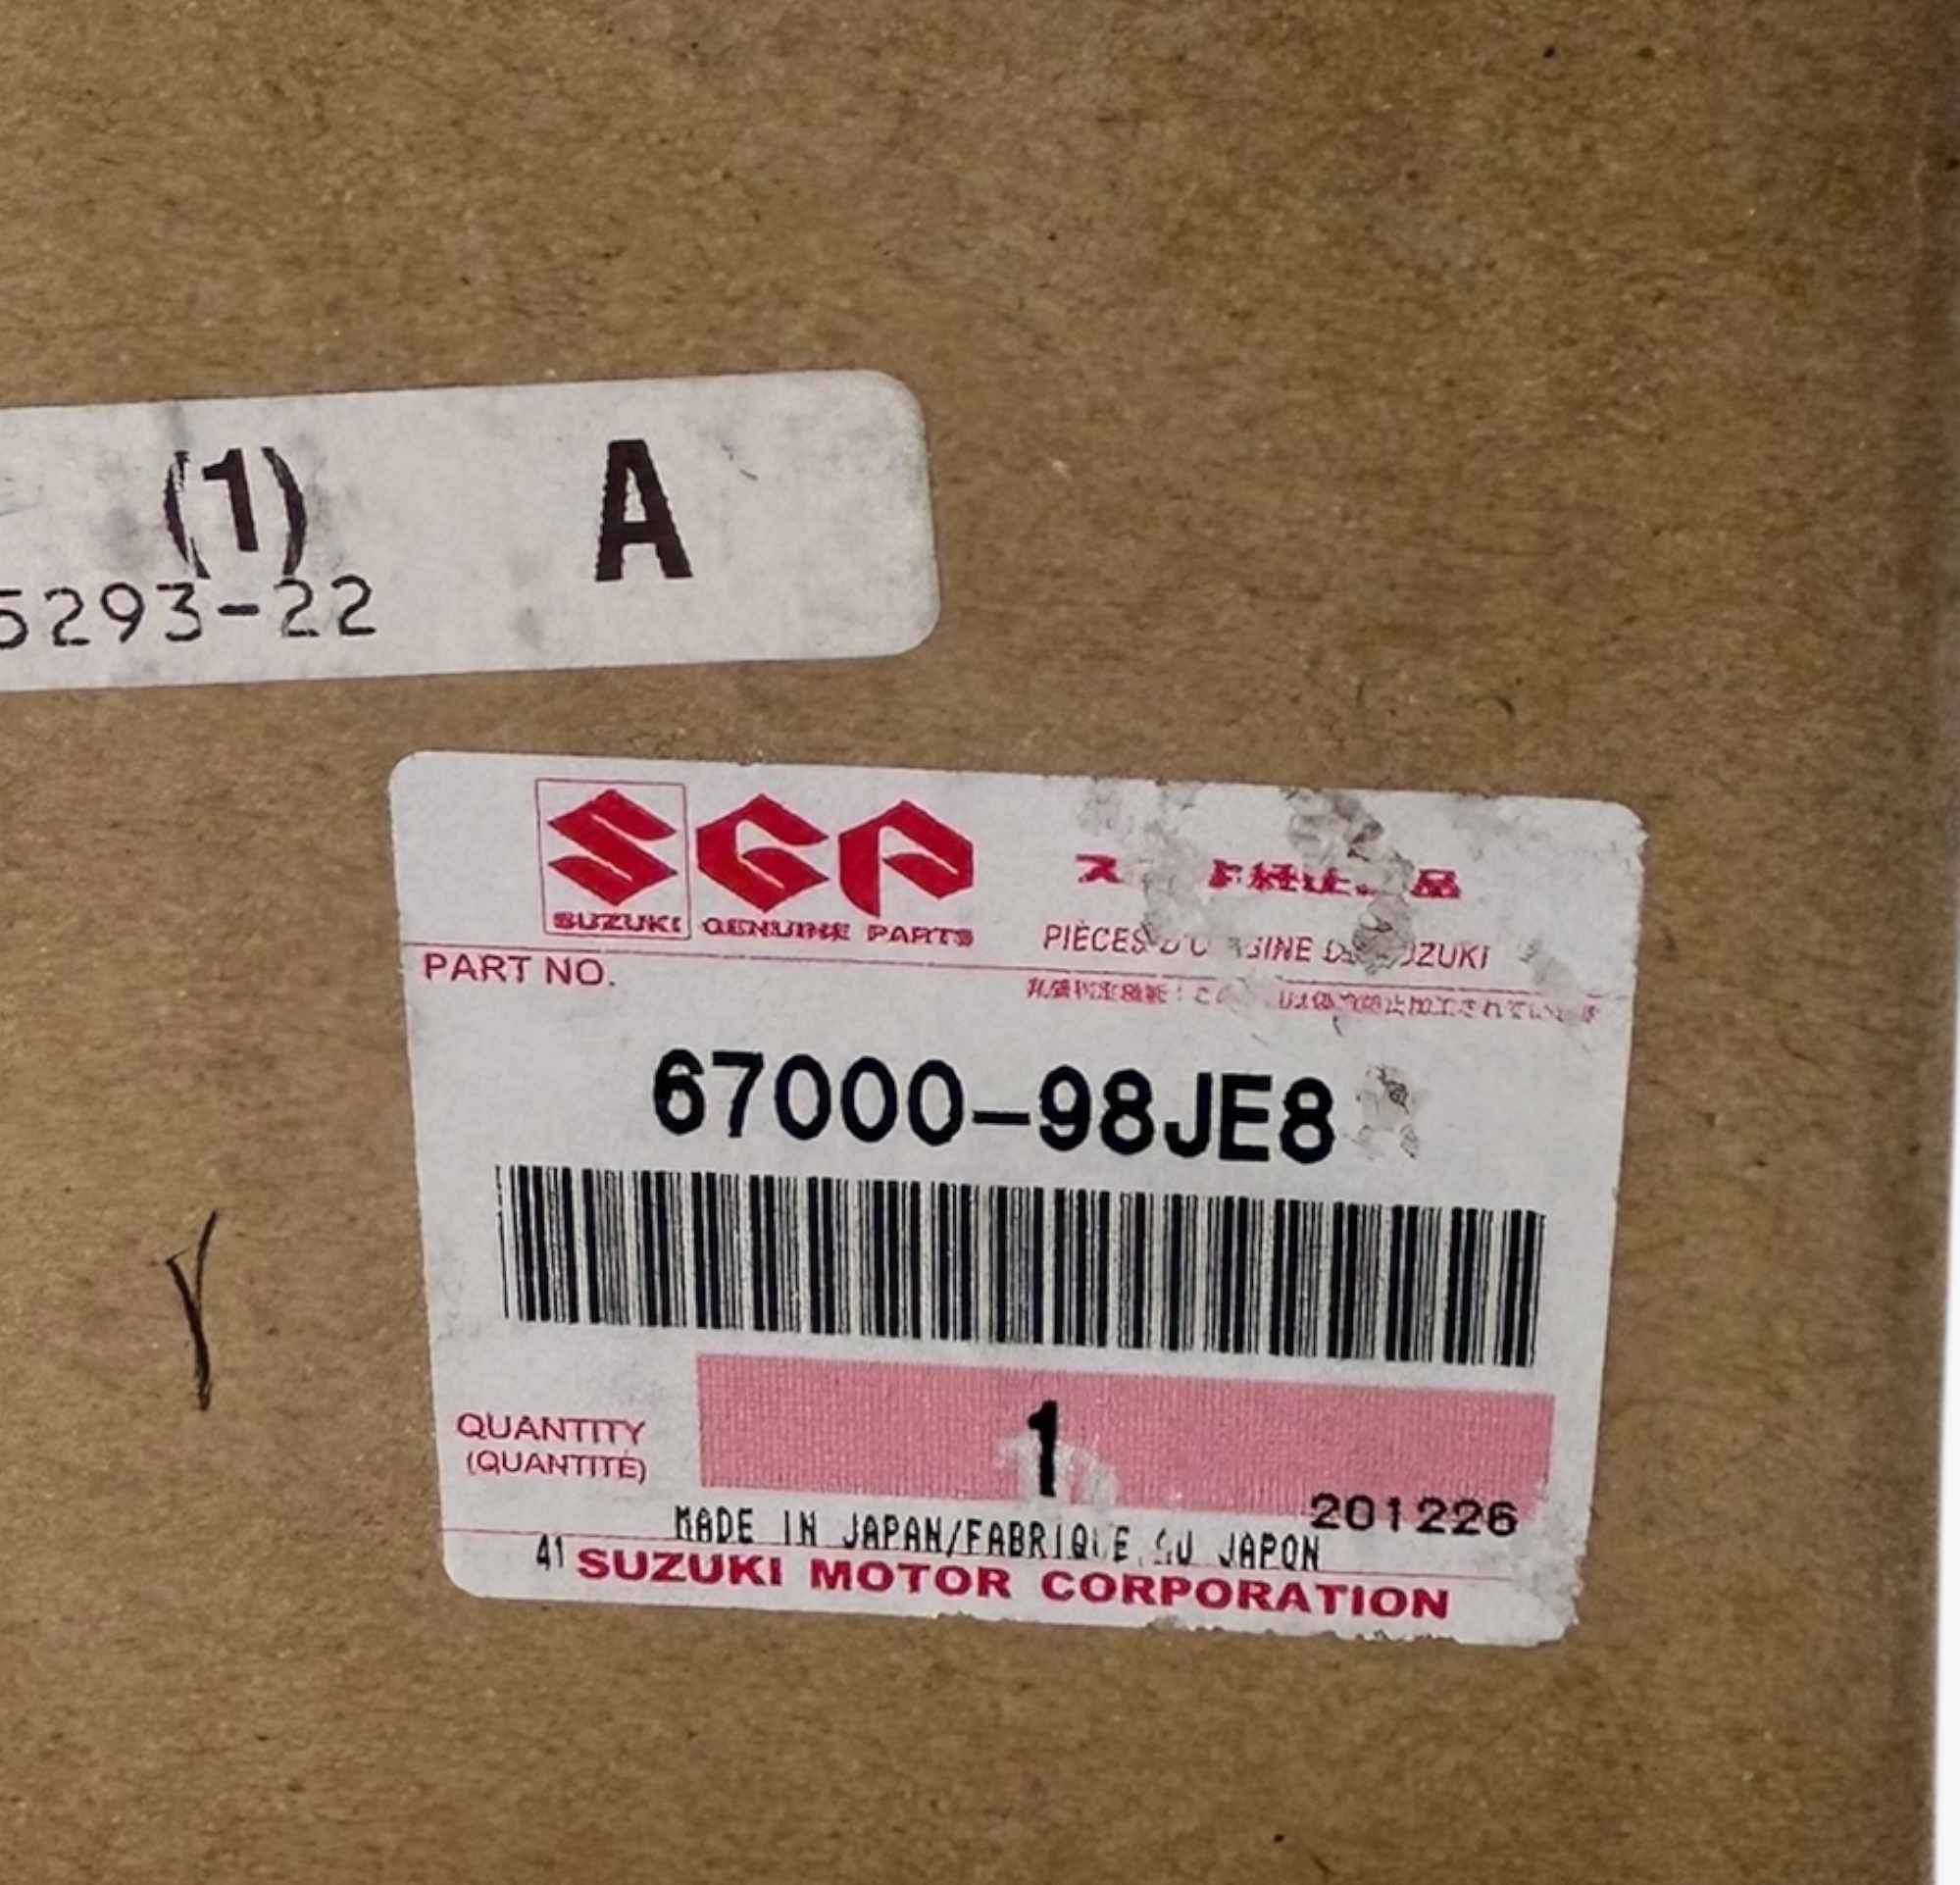 (1) A
5293-22
SUZUKI GENUINE PARTS
PIÈCES
PART NO.
67000-98JE8
QUANTITY
1
(QUANTITÉ)
201226
MADE IN JAPAN/FABRIQUE AU JAPON
41 SUZUKI MOTOR CORPORATION